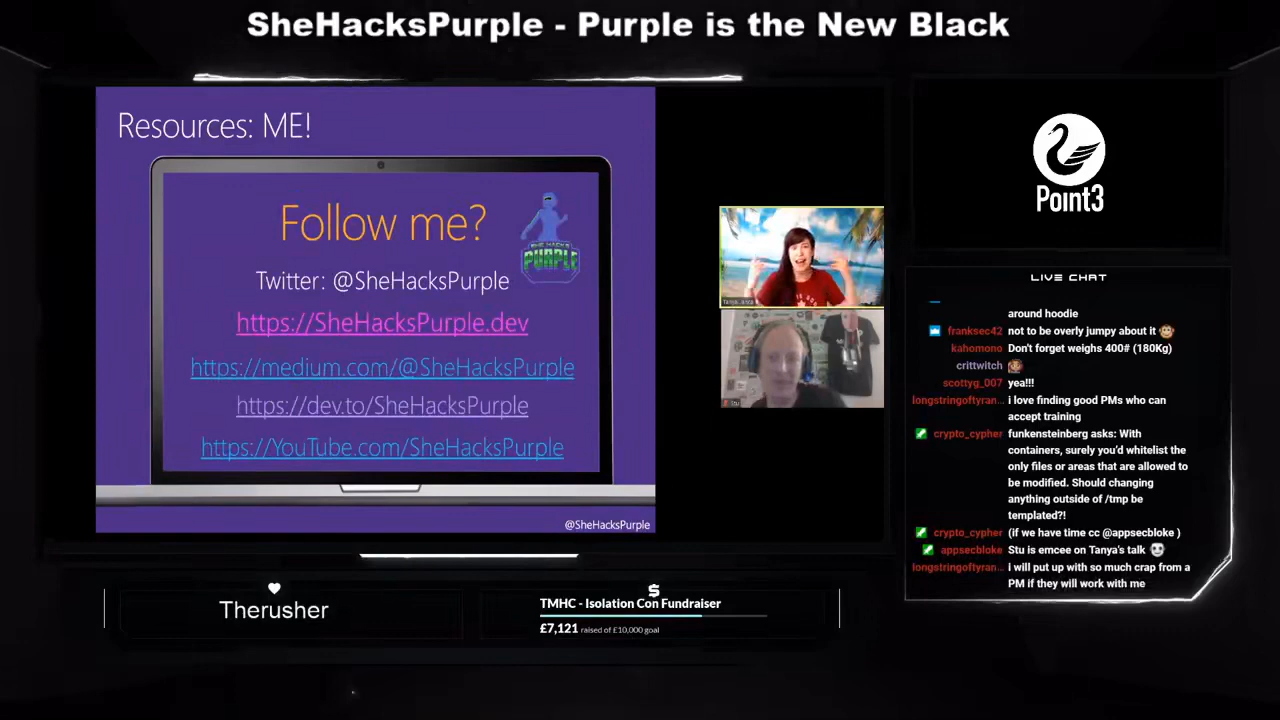 SheHacksPurple - Purple is the New Black
Resources: ME!
Follow me?
SHE HACKS
PURPLE
Twitter: @SheHacksPurple
https://SheHacksPurple.dev
https://medium.com/@SheHacksPurple
https://dev.to/SheHacksPurple
https://YouTube.com/SheHacksPurple
@SheHacksPurple
Stu
Point3
LIVE CHAT
around hoodie
franksec42 not to be overly jumpy about it
kahomono Don't forget weighs 400# (180Kg)
crittwitch
scottyg_007 yea!!!
longstringoftyran... i love finding good PMs who can
accept training
crypto_cypher funkensteinberg asks: With
containers, surely you'd whitelist the
only files or areas that are allowed to
be modified. Should changing
anything outside of /tmp be
templated?!
crypto_cypher (if we have time cc @appsecbloke )
appsecbloke Stu is emcee on Tanya's talk
longstringoftyran... i will put up with so much crap from a
PM if they will work with me
Therusher
TMHC - Isolation Con Fundraiser
£7,121 raised of £10,000 goal